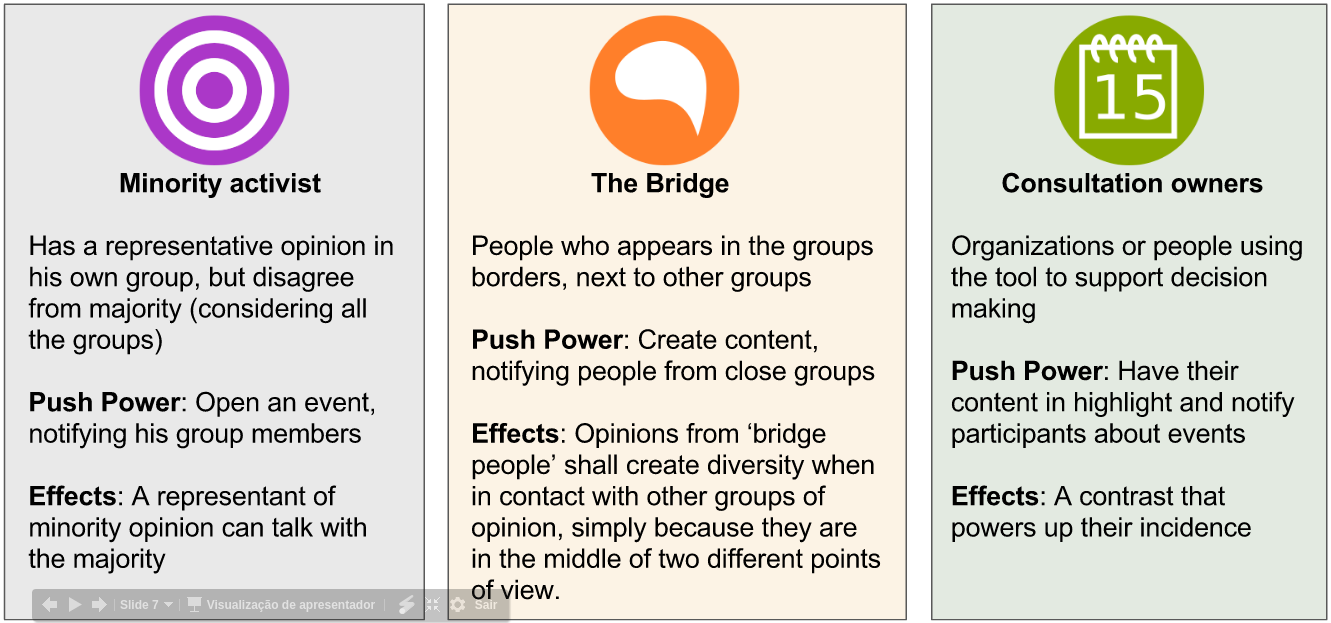 Minority activist
Has a representative opinion in
his own group, but disagree
from majority (considering all
the groups)
Push Power: Open an event,
notifying his group members
Effects: A representant of
minority opinion can talk with
the majority
The Bridge
People who appears in the groups
borders, next to other groups
Push Power: Create content,
notifying people from close groups
Effects: Opinions from ‘bridge
people’ shall create diversity when
in contact with other groups of
opinion, simply because they are
in the middle of two different points
of view.
15
Consultation owners
Organizations or people using
the tool to support decision
making
Push Power: Have their
content in highlight and notify
participants about events
Effects: A contrast that
powers up their incidence
Slide 7 Visualização de apresentador Sair